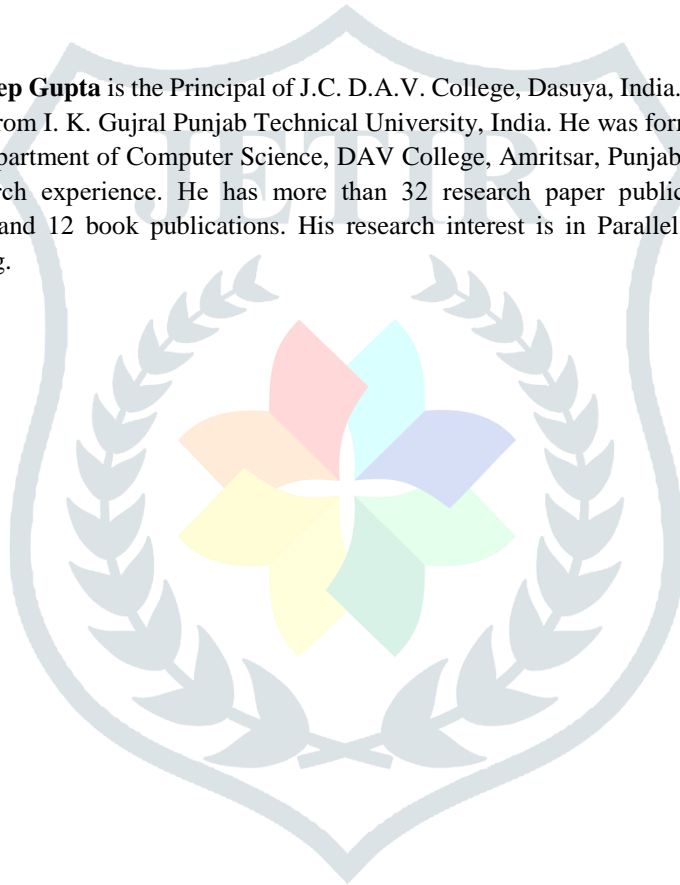 ep Gupta is the Principal of J.C. D.A.V. College, Dasuya, India.
rom I. K. Gujral Punjab Technical University, India. He was for
partment of Computer Science, DAV College, Amritsar, Punjab
rch experience. He has more than 32 research paper public
and 12 book publications. His research interest is in Parallel
g.
JETIR